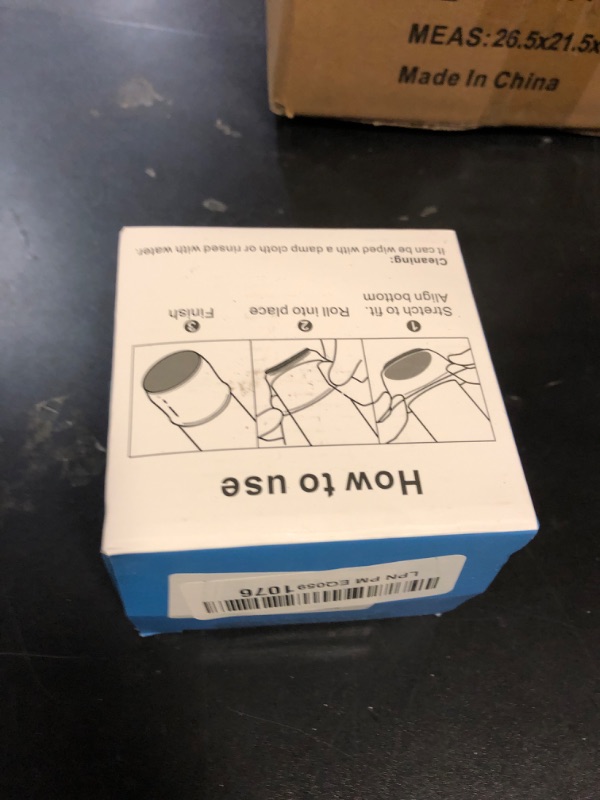 MEAS:26.5x21.5x
Made In China
How to use
1
Stretch to fit.
Align bottom
2
Roll into place
3
Finish
Cleaning:
It can be wiped with a damp cloth or rinsed with water.
LPN PM EQ0591076